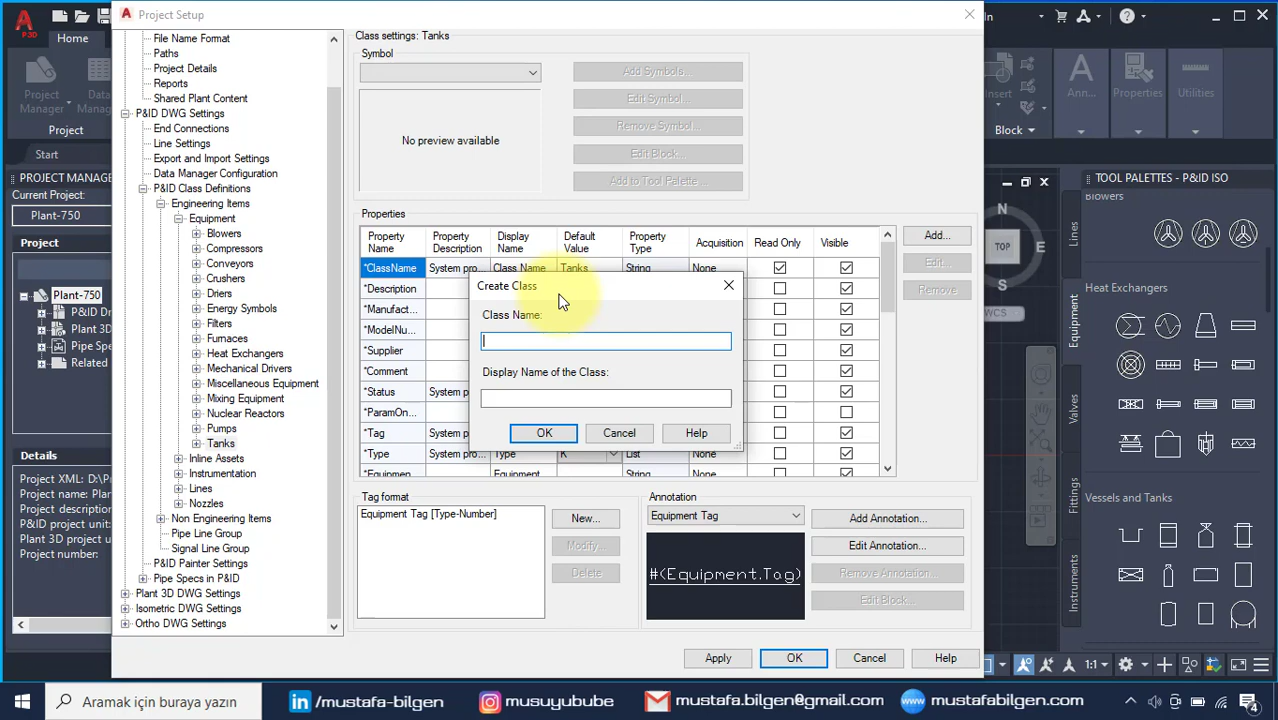 Project Setup
P3D
Home
Project Manager
Data Manag
Project
Start
PROJECT MANAGE
Current Project:
Plant-750
Project
Plant-750
P&ID D
Plant 3D
Pipe Spe
Related
Details
Project XML: D:\P
Project name: Plan
Project description:
P&ID project unit:
Plant 3D project u
Project number:
File Name Format
Paths
Project Details
Reports
Shared Plant Content
P&ID DWG Settings
End Connections
Line Settings
Export and Import Settings
Data Manager Configuration
P&ID Class Definitions
Engineering Items
Equipment
Blowers
Compressors
Conveyors
Crushers
Driers
Energy Symbols
Filters
Furnaces
Heat Exchangers
Mechanical Drivers
Miscellaneous Equipment
Mixing Equipment
Nuclear Reactors
Pumps
Tanks
Inline Assets
Instrumentation
Lines
Nozzles
Non Engineering Items
Pipe Line Group
Signal Line Group
P&ID Painter Settings
Pipe Specs in P&ID
Plant 3D DWG Settings
Isometric DWG Settings
Ortho DWG Settings
Class settings: Tanks
Symbol
No preview available
Add Symbols...
Edit Symbol...
Remove Symbol...
Edit Block...
Add to Tool Palette...
Properties
Property Name Property Description Display Name Default Value Property Type Acquisition Read Only Visible
*ClassName System pro... Class Name Tanks String None
*Description
*Manufact...
*ModelNu...
*Supplier
*Comment
*Status System prop
*ParamOn...
*Tag System pro
*Type System pro... Type K List None
*Equipmen... Equipment String None
Add...
Edit...
Remove
Create Class
Class Name:
Display Name of the Class:
OK Cancel Help
Tag format
Equipment Tag [Type-Number]
New...
Modify...
Delete
Annotation
Equipment Tag
#(Equipment.Tag)
Add Annotation...
Edit Annotation...
Remove Annotation...
Edit Block...
Apply OK Cancel Help
In
Insert
Block
Ann...
Properties
Utilities
N
TOP
E
S
WCS
TOOL PALETTES - P&ID ISO
Blowers
Heat Exchangers
Vessels and Tanks
Lines
Equipment
Valves
Fittings
Instruments
1:1
Aramak için buraya yazın
/mustafa-bilgen
musuyubube
mustafa.bilgen@gmail.com
mustafabilgen.com
4